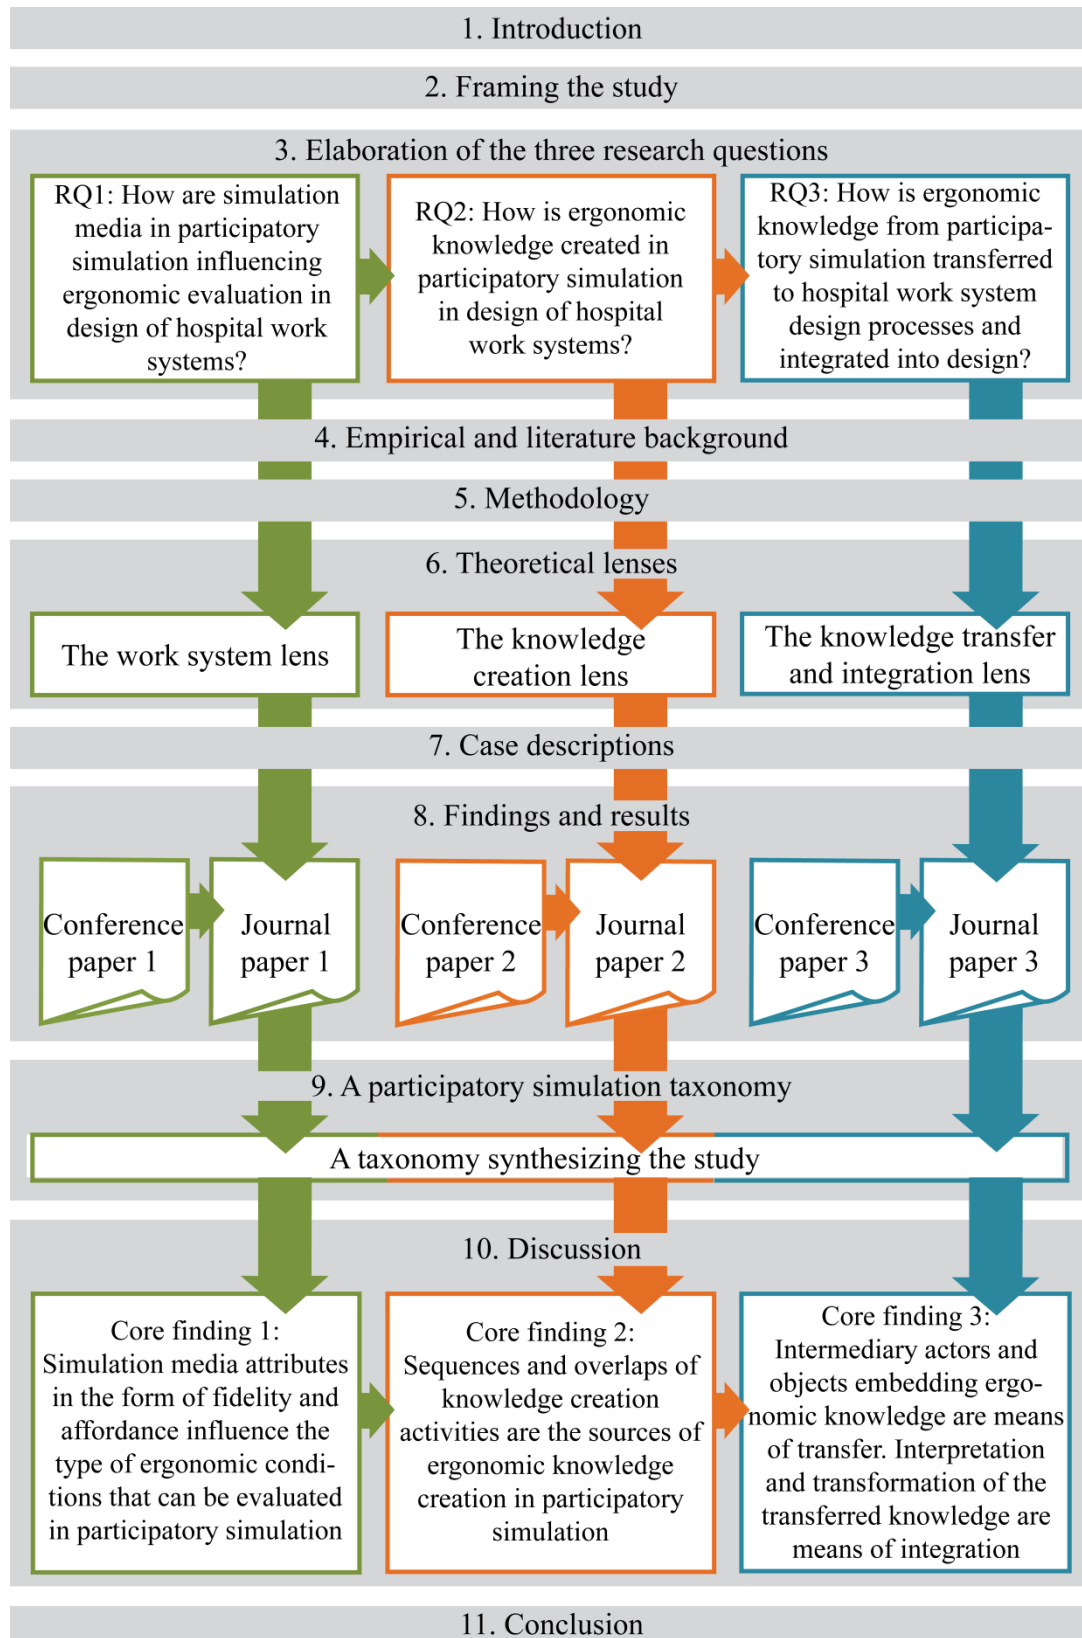 1. Introduction
2. Framing the study
3. Elaboration of the three research questions
RQ1: How are simulation
media in participatory
simulation influencing
ergonomic evaluation in
design of hospital work
systems?
RQ2: How is ergonomic
knowledge created in
participatory simulation
in design of hospital
work systems?
RQ3: How is ergonomic
knowledge from participa-
tory simulation transferred
to hospital work system
design processes and
integrated into design?
4. Empirical and literature background
5. Methodology
6. Theoretical lenses
The work system lens
The knowledge
creation lens
The knowledge transfer
and integration lens
7. Case descriptions
8. Findings and results
Conference
paper 1
Journal
paper 1
Conference
paper 2
Journal
paper 2
Conference
paper 3
Journal
paper 3
9. A participatory simulation taxonomy
A taxonomy synthesizing the study
10. Discussion
Core finding 1:
Simulation media attributes
in the form of fidelity and
affordance influence the
type of ergonomic condi-
tions that can be evaluated
in participatory simulation
Core finding 2:
Sequences and overlaps of
knowledge creation
activities are the sources of
ergonomic knowledge
creation in participatory
simulation
Core finding 3:
Intermediary actors and
objects embedding ergo-
nomic knowledge are means
of transfer. Interpretation
and transformation of the
transferred knowledge are
means of integration
11. Conclusion